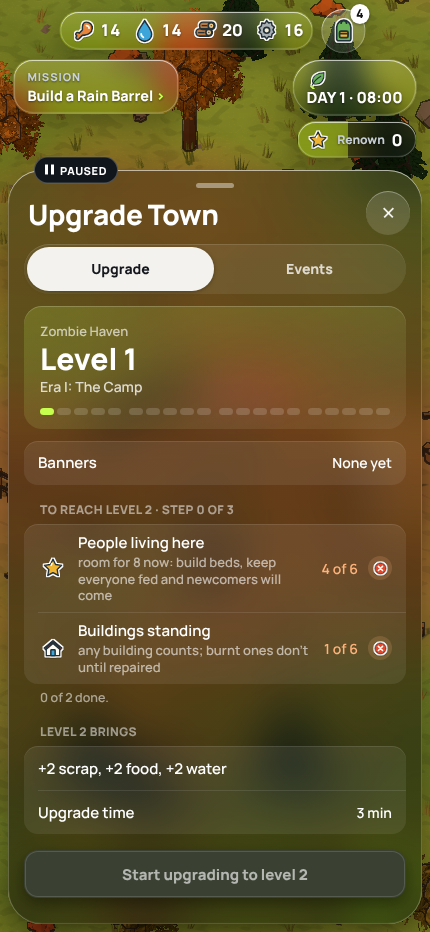 14 14 20 16 4
MISSION
Build a Rain Barrel ›
DAY 1 · 08:00
Renown 0
PAUSED
Upgrade Town
Upgrade Events
Zombie Haven
Level 1
Era I: The Camp
Banners None yet
TO REACH LEVEL 2 · STEP 0 OF 3
People living here
room for 8 now: build beds, keep
everyone fed and newcomers will
come
4 of 6
Buildings standing
any building counts; burnt ones don't
until repaired
1 of 6
0 of 2 done.
LEVEL 2 BRINGS
+2 scrap, +2 food, +2 water
Upgrade time 3 min
Start upgrading to level 2